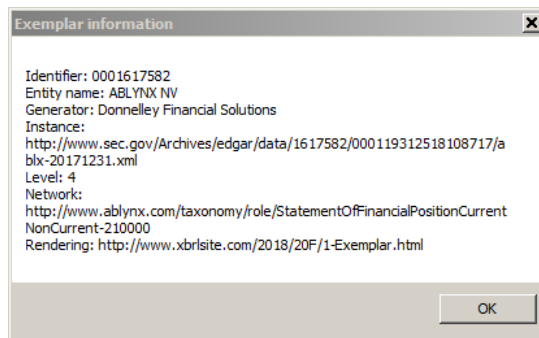 Exemplar information
Identifier: 0001617582
Entity name: ABLYNX NV
Generator: Donnelley Financial Solutions
Instance:
http://www.sec.gov/Archives/edgar/data/1617582/000119312518108717/a
blx-20171231.xml
Level: 4
Network:
http://www.ablynx.com/taxonomy/role/StatementOfFinancialPositionCurrent
NonCurrent-210000
Rendering: http://www.xbrlsite.com/2018/20F/1-Exemplar.html
OK